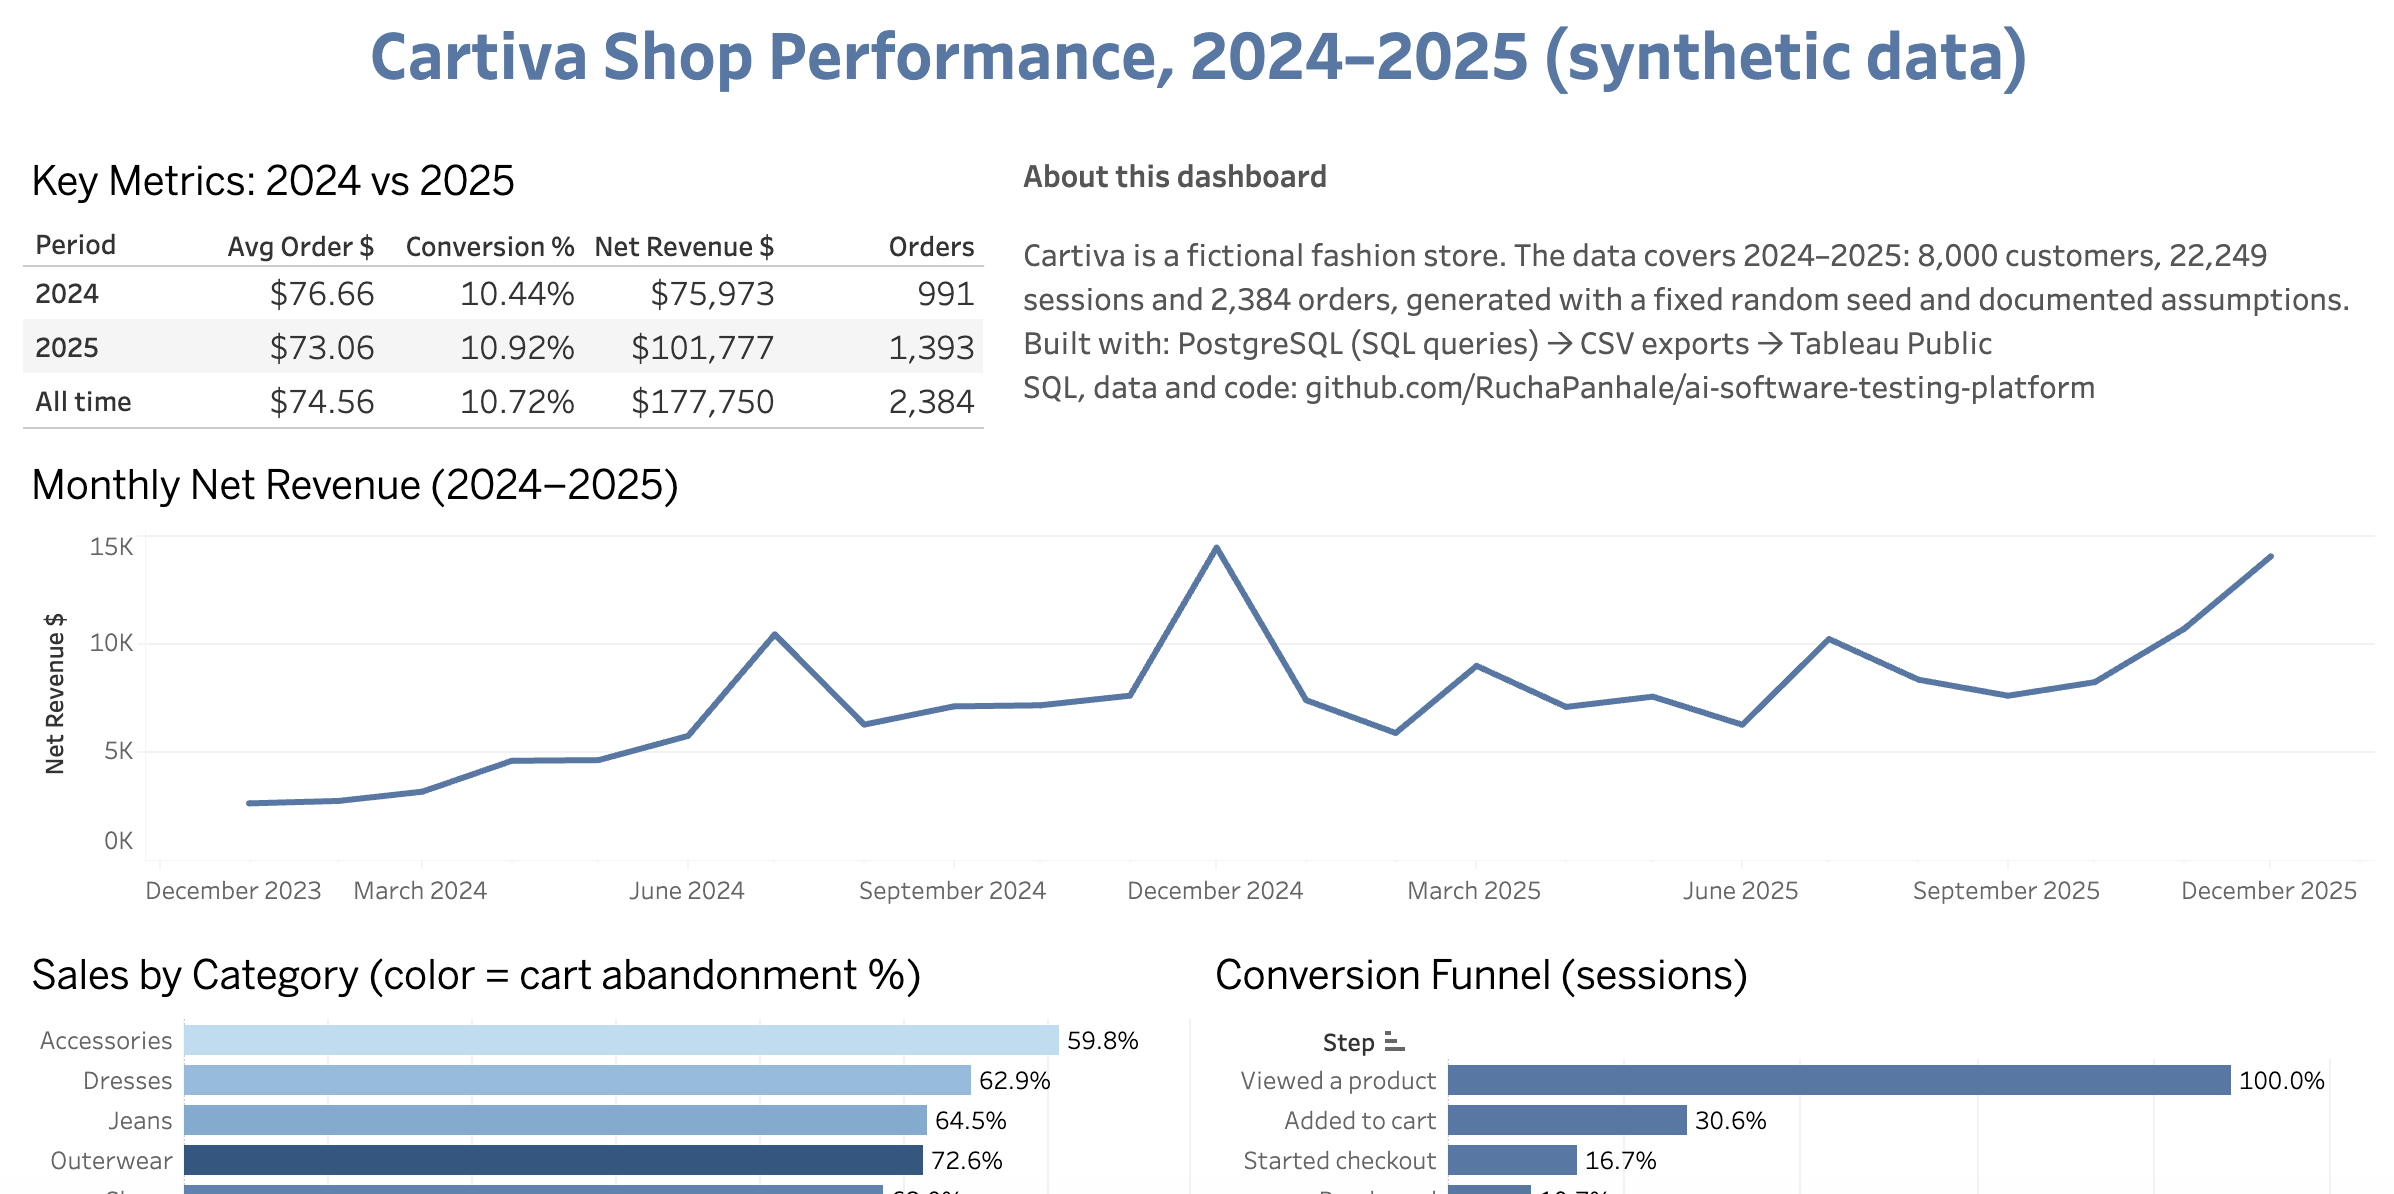 Cartiva Shop Performance, 2024–2025 (synthetic data)
Key Metrics: 2024 vs 2025
Period Avg Order $ Conversion % Net Revenue $ Orders
2024 $76.66 10.44% $75,973 991
2025 $73.06 10.92% $101,777 1,393
All time $74.56 10.72% $177,750 2,384
About this dashboard
Cartiva is a fictional fashion store. The data covers 2024–2025: 8,000 customers, 22,249
sessions and 2,384 orders, generated with a fixed random seed and documented assumptions.
Built with: PostgreSQL (SQL queries) → CSV exports → Tableau Public
SQL, data and code: github.com/RuchaPanhale/ai-software-testing-platform
Monthly Net Revenue (2024–2025)
Net Revenue $
15K
10K
5K
0K
December 2023 March 2024 June 2024 September 2024 December 2024 March 2025 June 2025 September 2025 December 2025
Sales by Category (color = cart abandonment %)
Accessories 59.8%
Dresses 62.9%
Jeans 64.5%
Outerwear 72.6%
Conversion Funnel (sessions)
Step
Viewed a product 100.0%
Added to cart 30.6%
Started checkout 16.7%